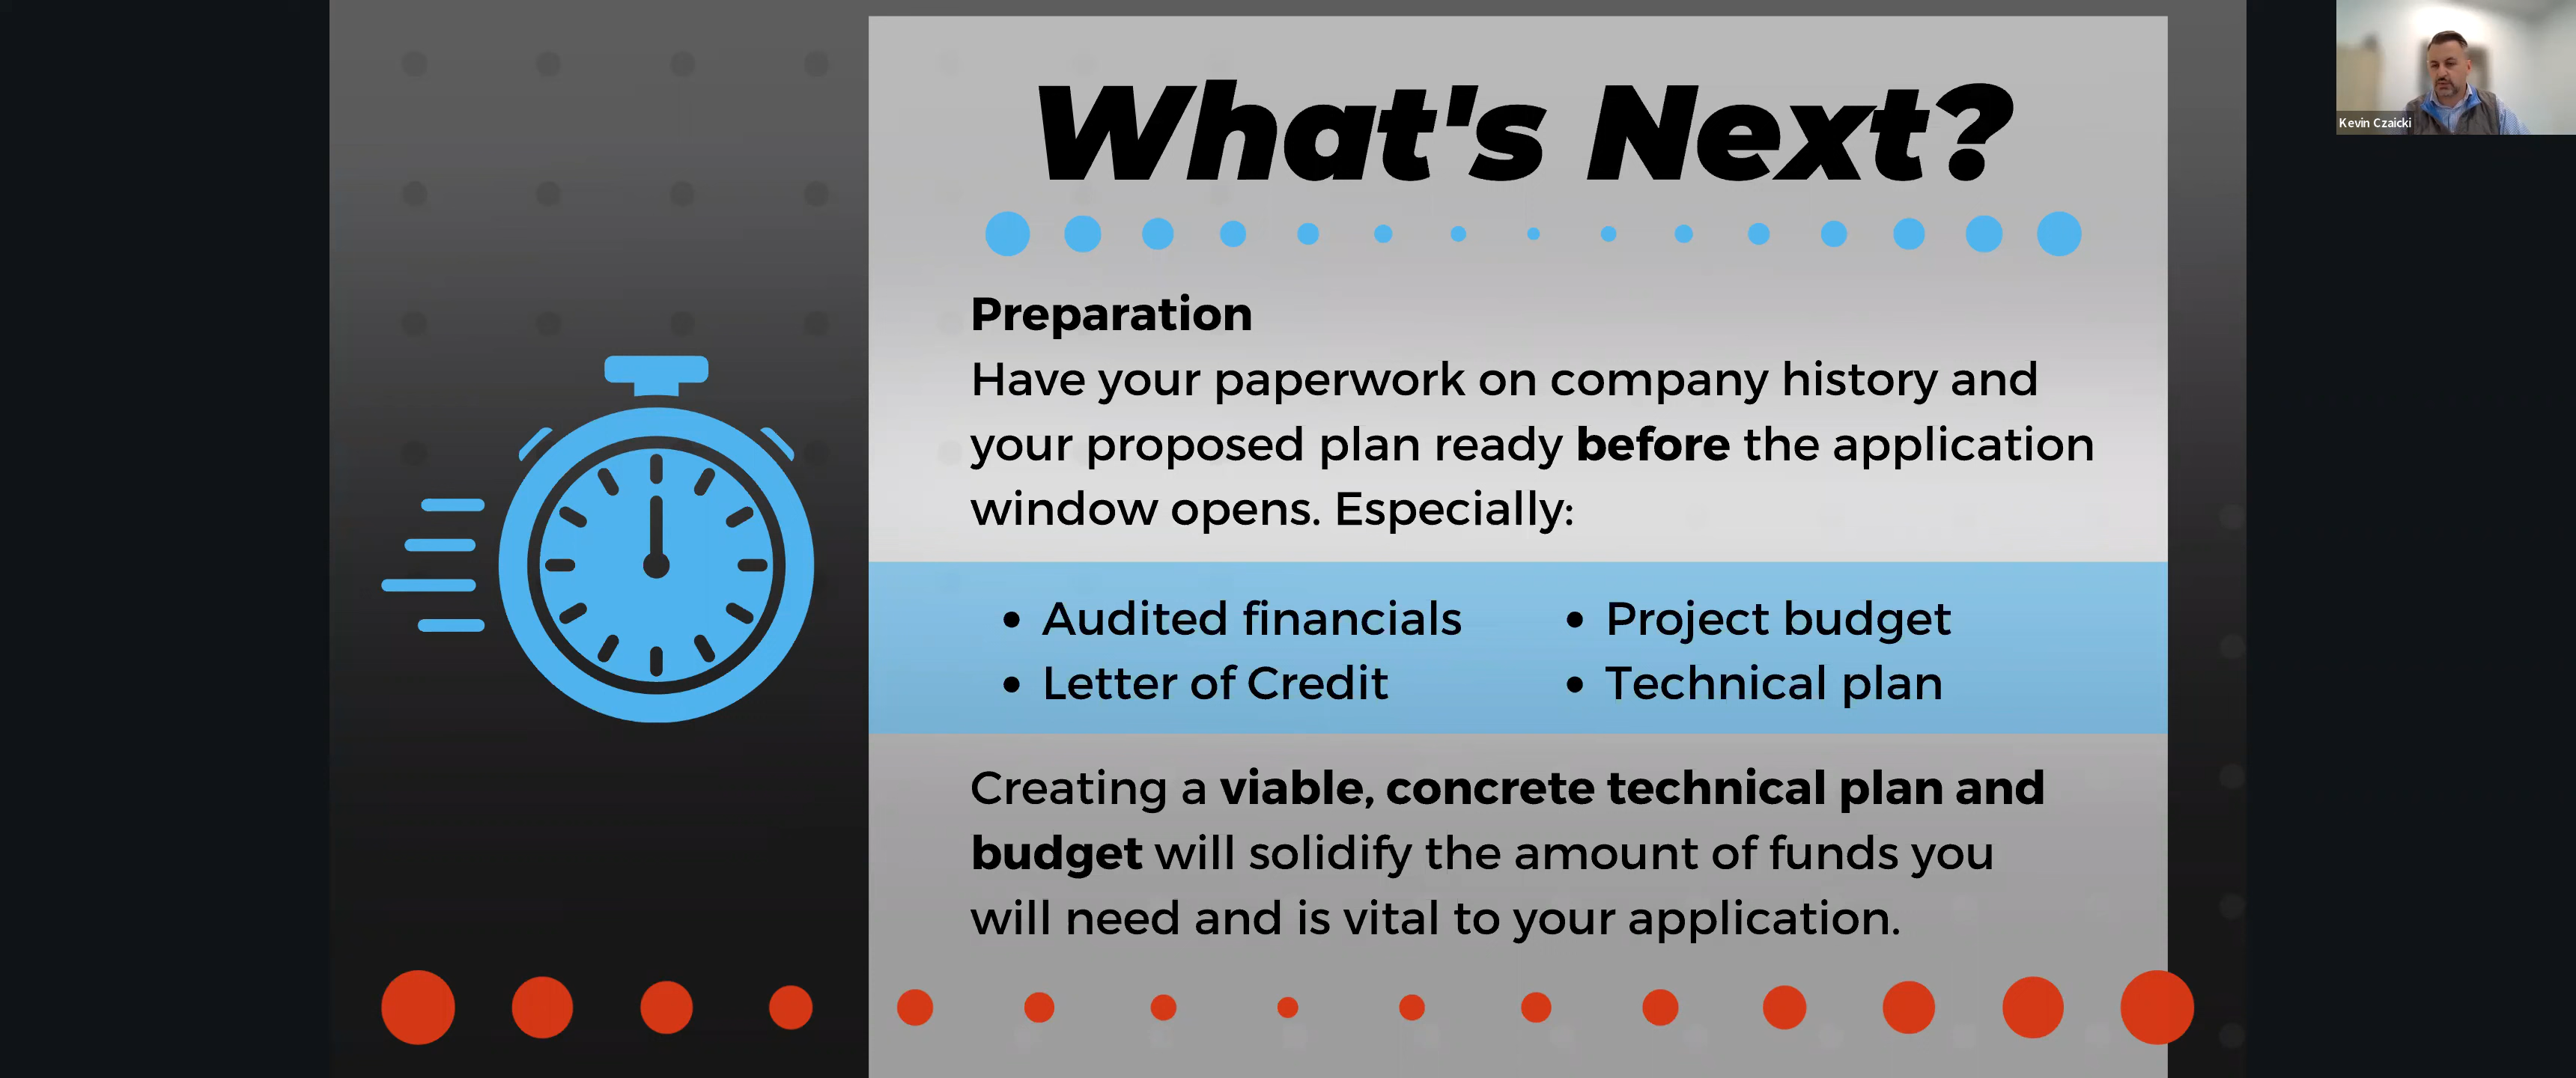 What's Next?
Preparation
Have your paperwork on company history and
your proposed plan ready before the application
window opens. Especially:
• Audited financials
• Letter of Credit
• Project budget
• Technical plan
Creating a viable, concrete technical plan and
budget will solidify the amount of funds you
will need and is vital to your application.
Kevin Czaicki